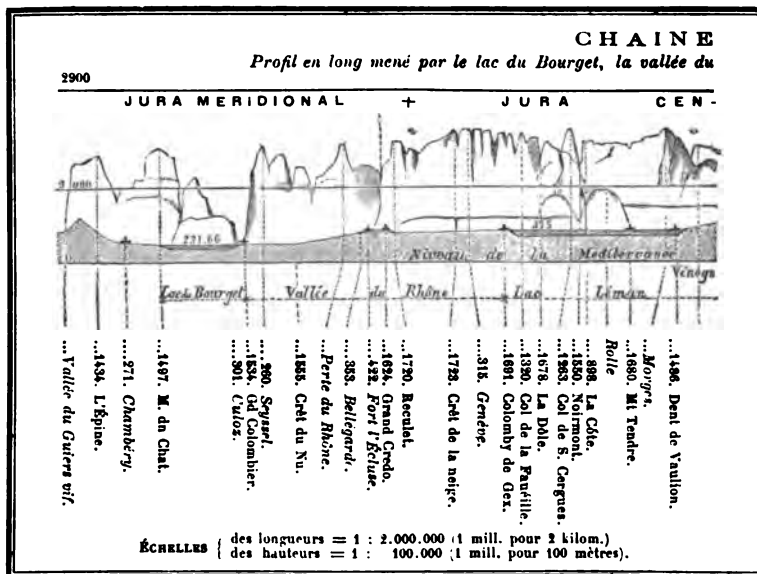 CHAINE
Profil en long mené par le lac du Bourget, la vallée du
2900
JURA MERIDIONAL + JURA CEN-
221.66
375
Niveau de la Mediterranée
Lac du Bourget Vallée du Rhône Lac Léman
...Vallée du Guiers vif.
...1434. L'Épine.
....271. Chambéry.
...1497. M. du Chat.
....301. Culoz.
...1534. Gd Colombier.
.... 260. Seyssel.
...1555. Crêt du Nu.
...Perte du Rhône.
....353. Bellegarde.
...422. Fort l'Écluse.
...1624. Grand Credo.
...1720. Reculet.
...1723. Crêt de la neige.
....315. Genève.
...1691. Colomby de Gex.
...1320. Col de la Faucille.
...1678. La Dôle.
...1263. Col de S. Cergues.
...1550. Noirmont.
...898. La Côte.
Rolle
...1680. Mt Tendre.
...Morges.
...1486. Dent de Vaulion.
ÉCHELLES { des longueurs = 1 : 2.000.000 (1 mill. pour 2 kilom.)
des hauteurs = 1 : 100.000 (1 mill. pour 100 mètres).